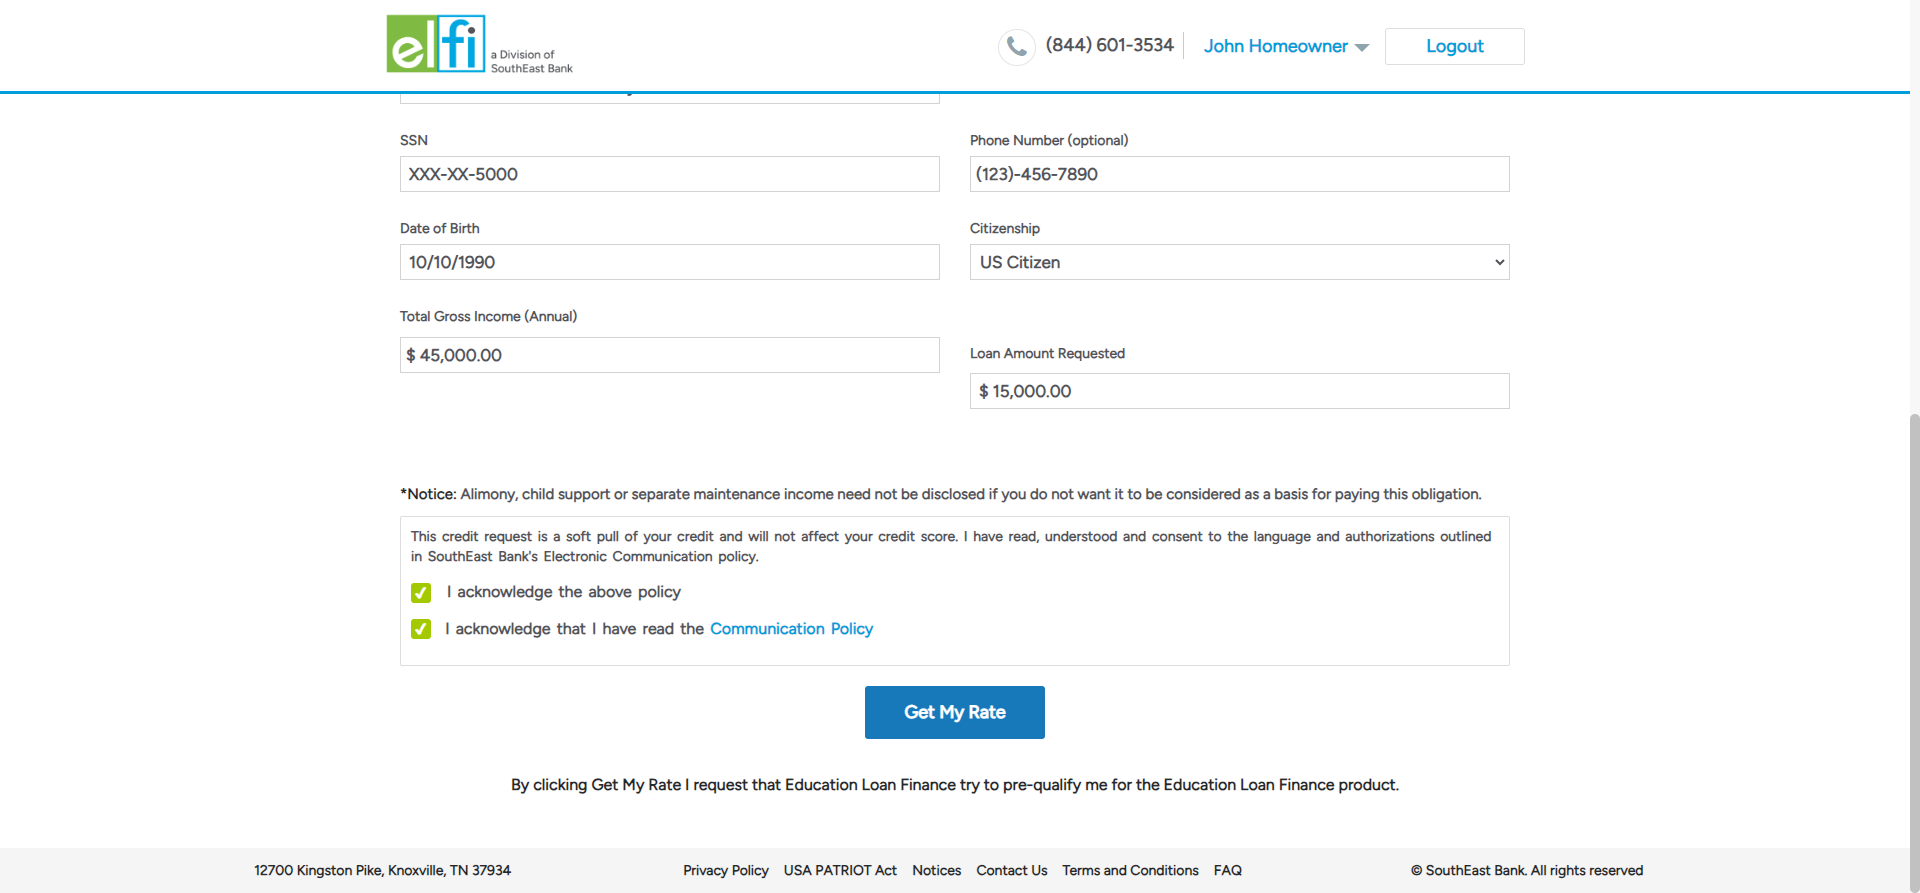 elfi
a Division of
SouthEast Bank
(844) 601-3534
John Homeowner
Logout
SSN
Phone Number (optional)
XXX-XX-5000
(123)-456-7890
Date of Birth
Citizenship
10/10/1990
US Citizen
Total Gross Income (Annual)
$ 45,000.00
Loan Amount Requested
$ 15,000.00
*Notice: Alimony, child support or separate maintenance income need not be disclosed if you do not want it to be considered as a basis for paying this obligation.
This credit request is a soft pull of your credit and will not affect your credit score. I have read, understood and consent to the language and authorizations outlined
in SouthEast Bank's Electronic Communication policy.
I acknowledge the above policy
I acknowledge that I have read the Communication Policy
Get My Rate
By clicking Get My Rate I request that Education Loan Finance try to pre-qualify me for the Education Loan Finance product.
12700 Kingston Pike, Knoxville, TN 37934
Privacy Policy USA PATRIOT Act Notices Contact Us Terms and Conditions FAQ
© SouthEast Bank. All rights reserved